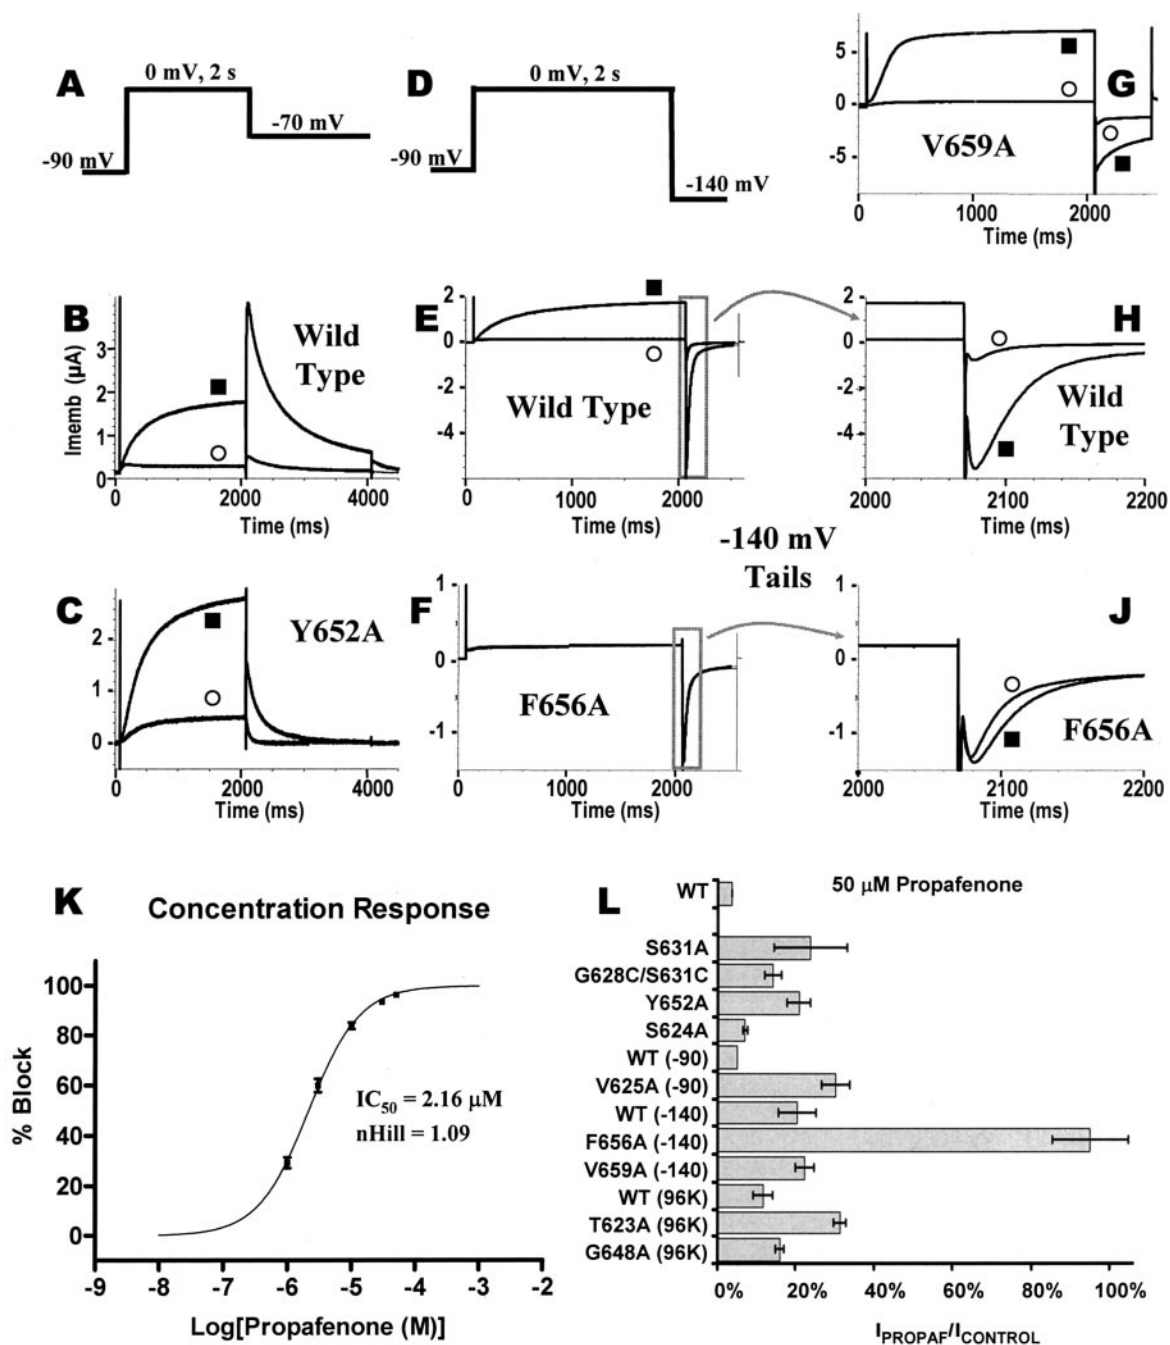 A
0 mV, 2 s
-90 mV
-70 mV
D
0 mV, 2 s
-90 mV
-140 mV
G
5
0
-5
V659A
0
1000
2000
Time (ms)
B
Imemb (µA)
3
2
1
0
Wild
Type
0
2000
4000
Time (ms)
E
2
0
-2
-4
Wild Type
0
1000
2000
Time (ms)
H
2
0
-2
-4
Wild
Type
2000
2100
2200
Time (ms)
-140 mV
Tails
C
2
1
0
Y652A
0
2000
4000
Time (ms)
F
1
0
-1
F656A
0
1000
2000
Time (ms)
J
1
0
-1
F656A
2000
2100
2200
Time (ms)
K
Concentration Response
% Block
100
80
60
40
20
0
IC50 = 2.16 µM
nHill = 1.09
-9
-8
-7
-6
-5
-4
-3
-2
Log[Propafenone (M)]
L
50 µM Propafenone
WT
S631A
G628C/S631C
Y652A
S624A
WT (-90)
V625A (-90)
WT (-140)
F656A (-140)
V659A (-140)
WT (96K)
T623A (96K)
G648A (96K)
0%
20%
40%
60%
80%
100%
IPROPAF/ICONTROL